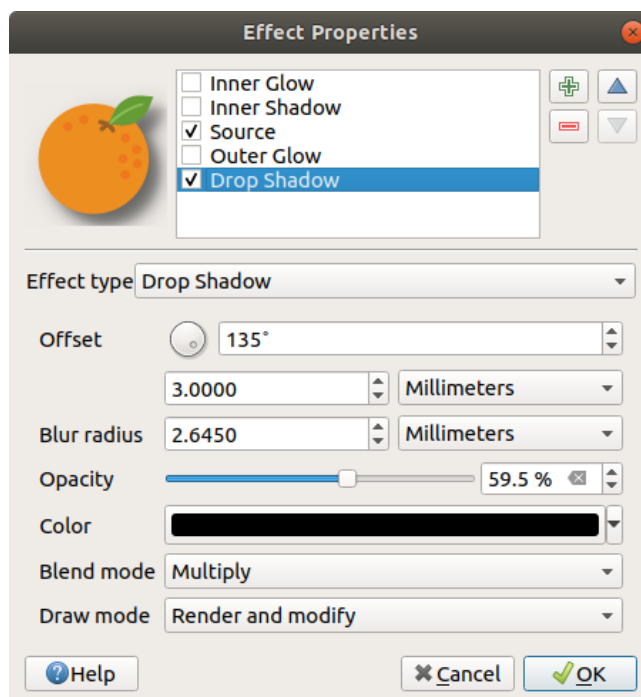 Effect Properties
Inner Glow
Inner Shadow
Source
Outer Glow
Drop Shadow
Effect type Drop Shadow
Offset 135°
3.0000 Millimeters
Blur radius 2.6450 Millimeters
Opacity 59.5 %
Color
Blend mode Multiply
Draw mode Render and modify
Help Cancel OK